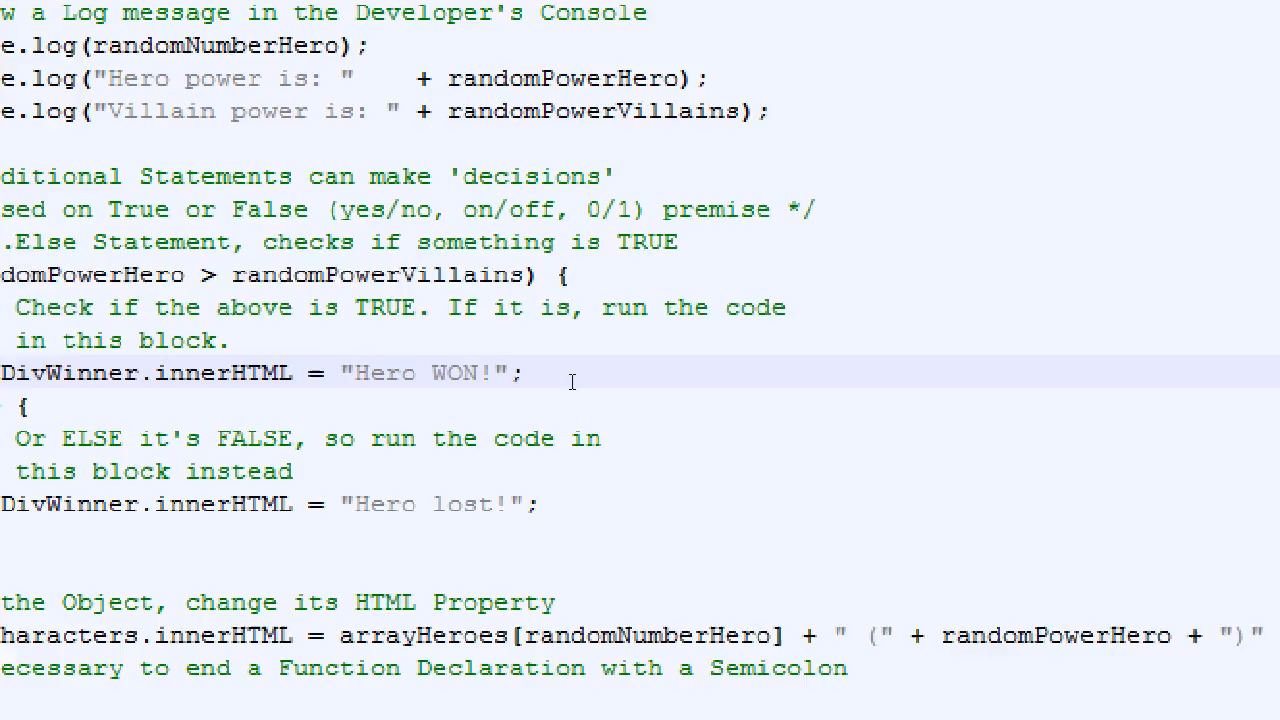 w a Log message in the Developer's Console
e.log(randomNumberHero);
e.log("Hero power is: "    + randomPowerHero);
e.log("Villain power is: " + randomPowerVillains);
ditional Statements can make 'decisions'
sed on True or False (yes/no, on/off, 0/1) premise */
.Else Statement, checks if something is TRUE
domPowerHero > randomPowerVillains) {
Check if the above is TRUE. If it is, run the code
in this block.
DivWinner.innerHTML = "Hero WON!";
{
Or ELSE it's FALSE, so run the code in
this block instead
DivWinner.innerHTML = "Hero lost!";
the Object, change its HTML Property
haracters.innerHTML = arrayHeroes[randomNumberHero] + " (" + randomPowerHero + ")"
ecessary to end a Function Declaration with a Semicolon